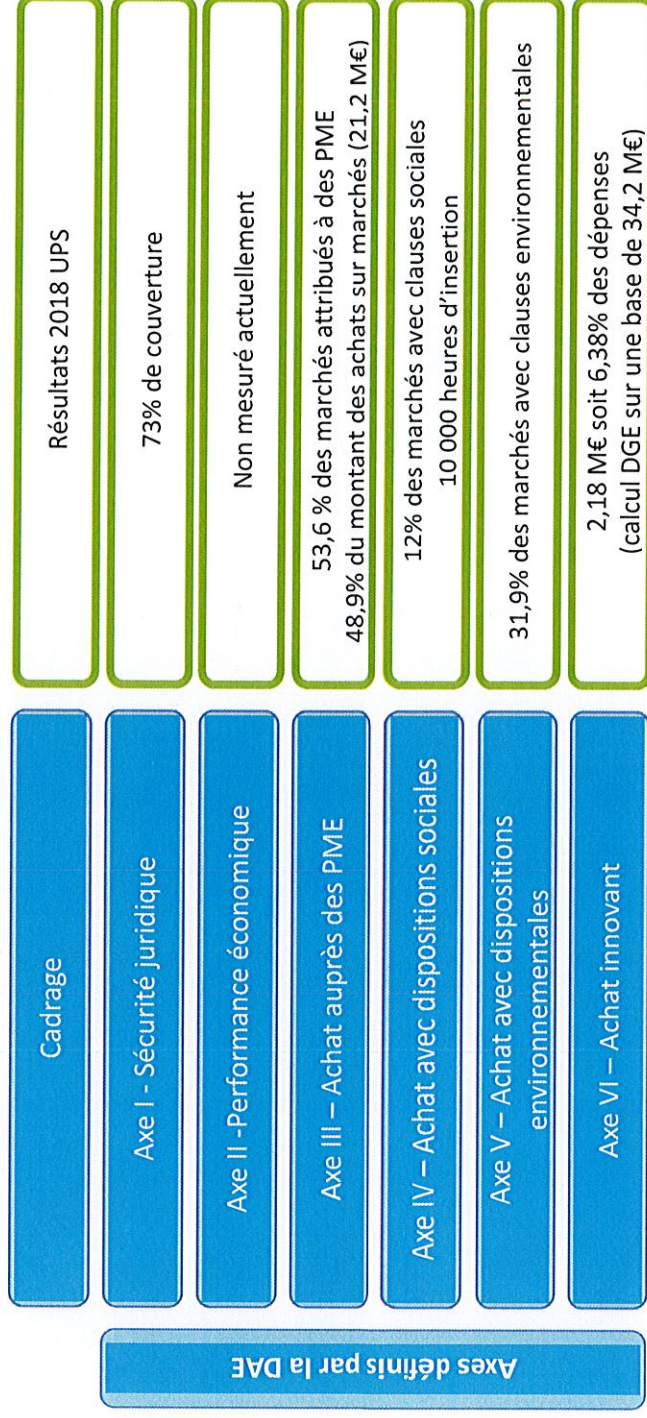 Cadrage
Résultats 2018 UPS
Axes définis par la DAE
Axe I - Sécurité juridique
73% de couverture
Axe II -Performance économique
Non mesuré actuellement
Axe III – Achat auprès des PME
53,6 % des marchés attribués à des PME
48,9% du montant des achats sur marchés (21,2 M€)
Axe IV – Achat avec dispositions sociales
12% des marchés avec clauses sociales
10 000 heures d'insertion
Axe V – Achat avec dispositions
environnementales
31,9% des marchés avec clauses environnementales
Axe VI – Achat innovant
2,18 M€ soit 6,38% des dépenses
(calcul DGE sur une base de 34,2 M€)